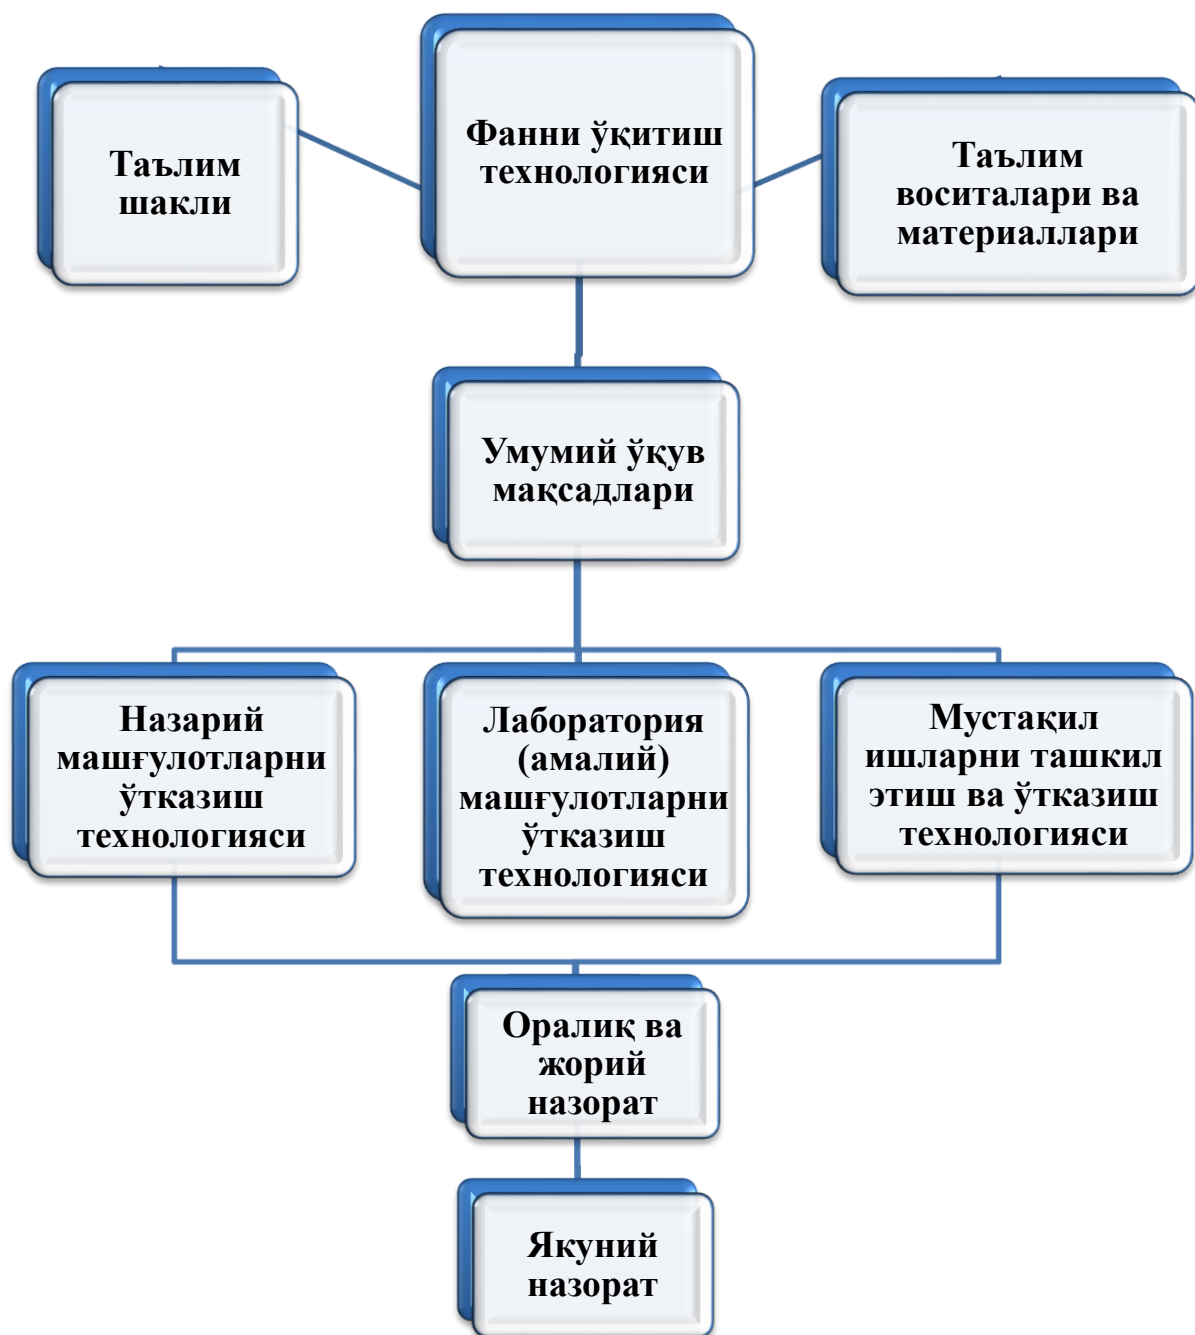 Таълим
шакли
Фанни ўқитиш
технологияси
Таълим
воситалари ва
материаллари
Умумий ўқув
мақсадлари
Назарий
машғулотларни
ўтказиш
технологияси
Лаборатория
(амалий)
машғулотларни
ўтказиш
технологияси
Мустақил
ишларни ташкил
этиш ва ўтказиш
технологияси
Оралиқ ва
жорий
назорат
Якуний
назорат